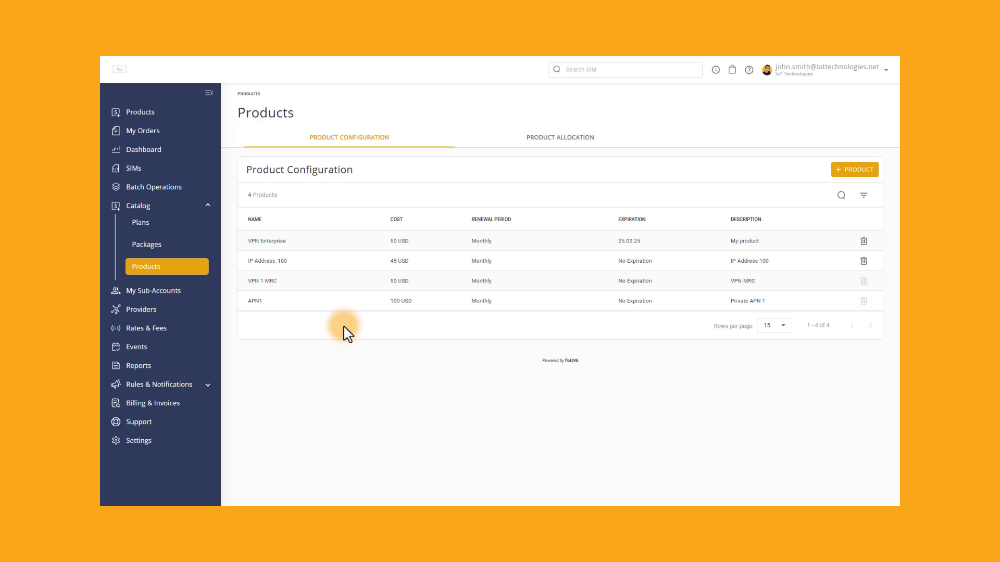 flo
Search SIM
john.smith@iottechnologies.net
IoT Technologies
Products
My Orders
Dashboard
SIMs
Batch Operations
Catalog
Plans
Packages
Products
My Sub-Accounts
Providers
Rates & Fees
Events
Reports
Rules & Notifications
Billing & Invoices
Support
Settings
PRODUCTS
Products
PRODUCT CONFIGURATION PRODUCT ALLOCATION
Product Configuration
+ PRODUCT
4 Products
NAME COST RENEWAL PERIOD EXPIRATION DESCRIPTION
VPN Enterprise 50 USD Monthly 25.02.25 My product
IP Address_100 45 USD Monthly No Expiration IP Address 100
VPN 1 MRC 50 USD Monthly No Expiration VPN MRC
APN1 100 USD Monthly No Expiration Private APN 1
Rows per page: 15 1 - 4 of 4
Powered by floLIVE